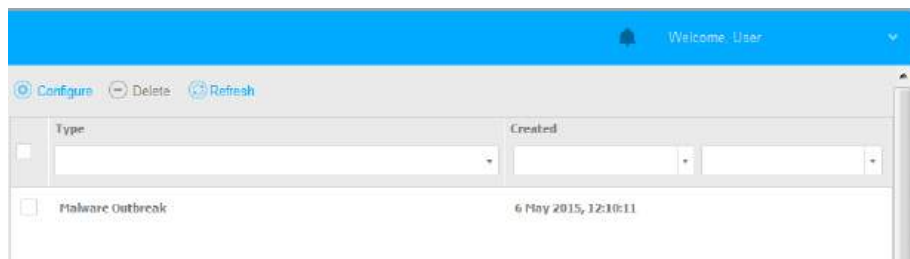 Welcome, User
Configure Delete Refresh
Type Created
Malware Outbreak 6 May 2015, 12:10:11